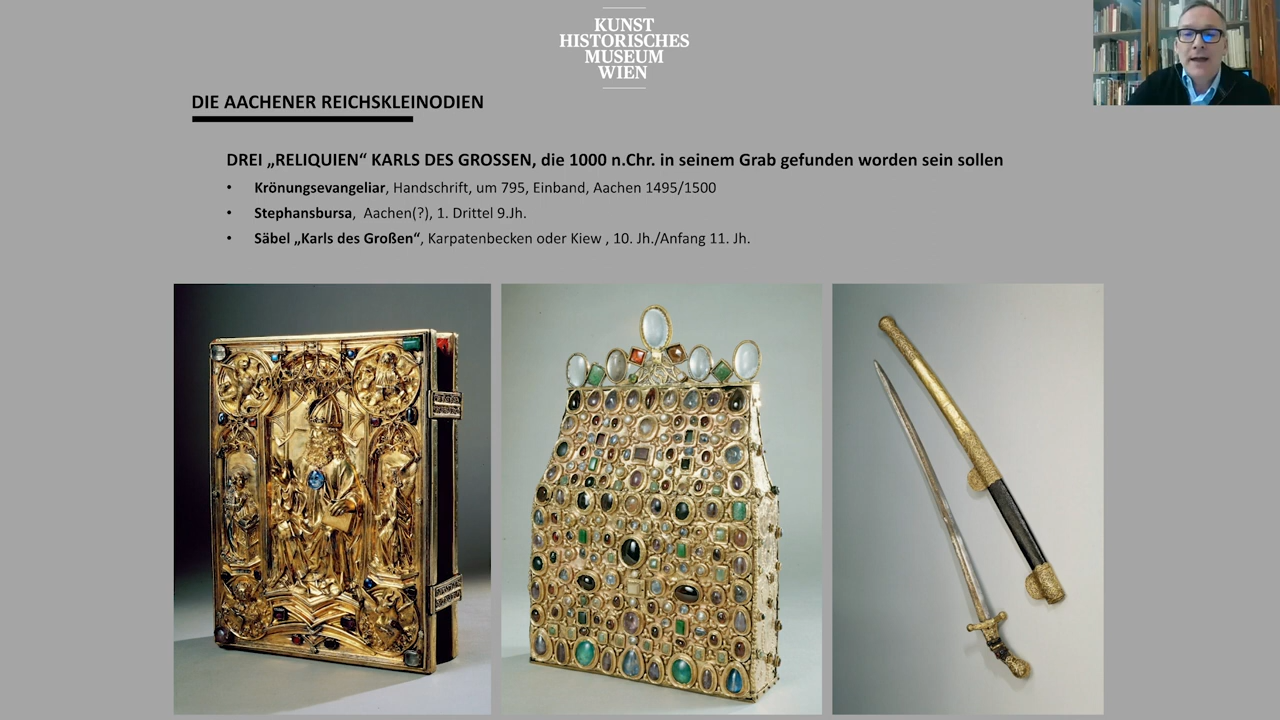 KUNST
HISTORISCHES
MUSEUM
WIEN
DIE AACHENER REICHSKLEINODIEN
DREI „RELIQUIEN“ KARLS DES GROSSEN, die 1000 n.Chr. in seinem Grab gefunden worden sein sollen
• Krönungsevangeliar, Handschrift, um 795, Einband, Aachen 1495/1500
• Stephansbursa, Aachen(?), 1. Drittel 9.Jh.
• Säbel „Karls des Großen“, Karpatenbecken oder Kiew , 10. Jh./Anfang 11. Jh.